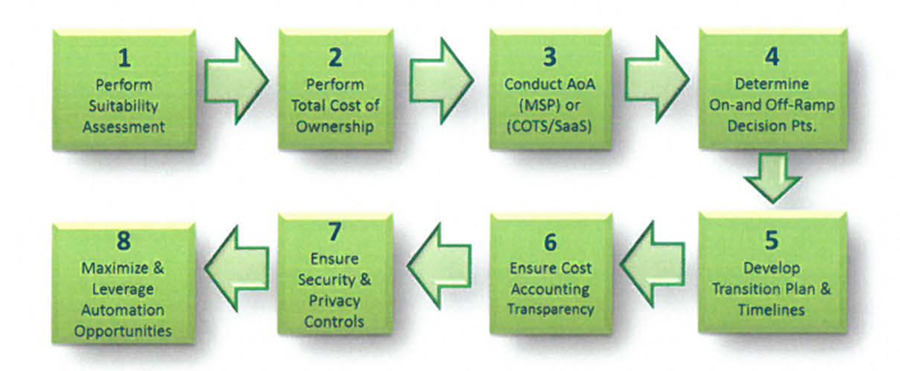 1
Perform
Suitability
Assessment
2
Perform
Total Cost of
Ownership
3
Conduct AoA
(MSP) or
(COTS/SaaS)
4
Determine
On-and Off-Ramp
Decision Pts.
5
Develop
Transition Plan &
Timelines
6
Ensure Cost
Accounting
Transparency
7
Ensure
Security &
Privacy
Controls
8
Maximize &
Leverage
Automation
Opportunities